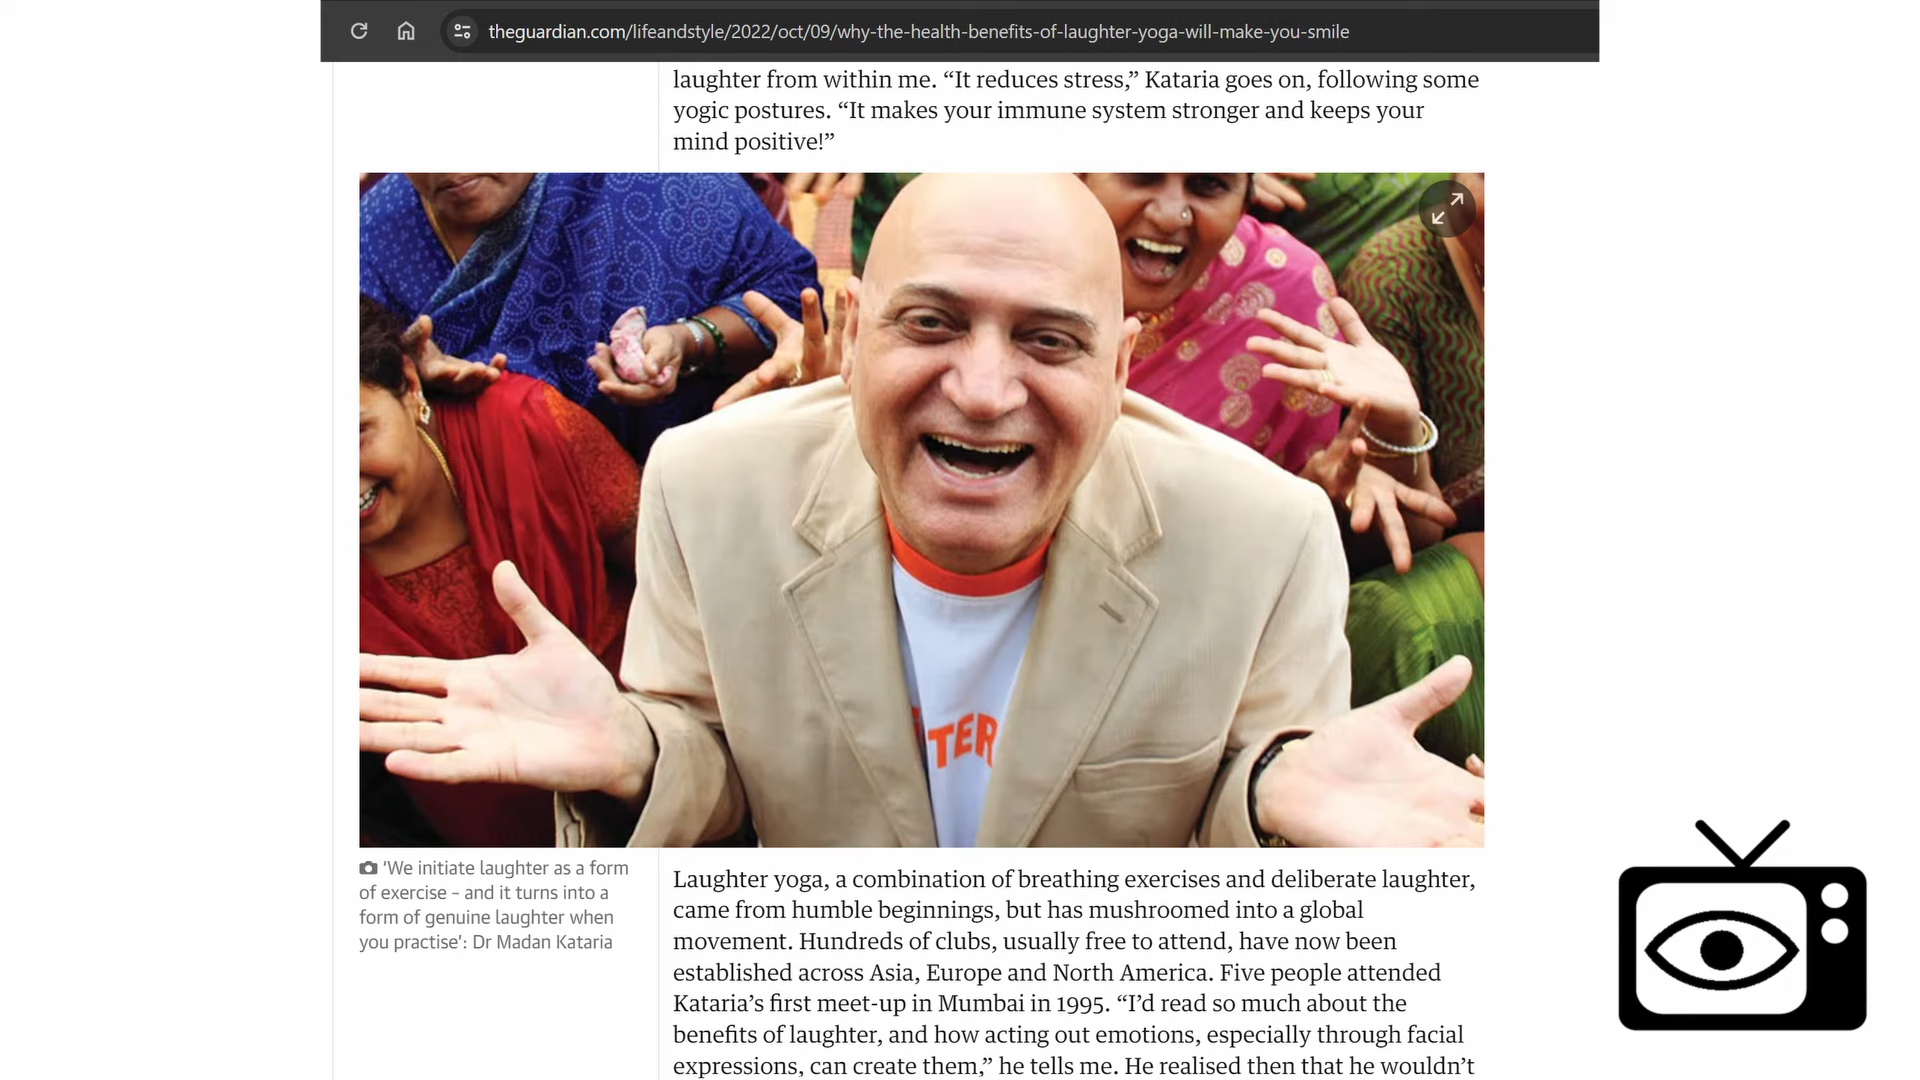 theguardian.com/lifeandstyle/2022/oct/09/why-the-health-benefits-of-laughter-yoga-will-make-you-smile
laughter from within me. “It reduces stress,” Kataria goes on, following some
yogic postures. “It makes your immune system stronger and keeps your
mind positive!”
TER
‘We initiate laughter as a form
of exercise – and it turns into a
form of genuine laughter when
you practise’: Dr Madan Kataria
Laughter yoga, a combination of breathing exercises and deliberate laughter,
came from humble beginnings, but has mushroomed into a global
movement. Hundreds of clubs, usually free to attend, have now been
established across Asia, Europe and North America. Five people attended
Kataria’s first meet-up in Mumbai in 1995. “I’d read so much about the
benefits of laughter, and how acting out emotions, especially through facial
expressions, can create them,” he tells me. He realised then that he wouldn’t